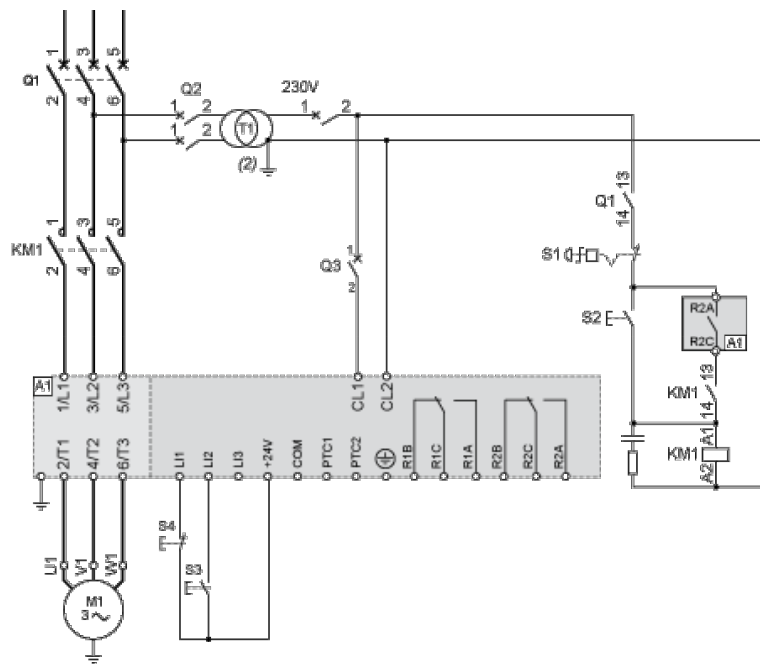 1 3 5
Q1
2 4 6
Q2
1 2
1 2
T1
(2)
230V
1 2
13
Q1
14
KM1
1 3 5
2 4 6
Q3
1
2
S1
S2
R2A
R2C
A1
KM1
13
14
KM1
A1
A2
A1
1/L1 3/L2 5/L3
CL1 CL2
2/T1 4/T2 6/T3
LI1 LI2 LI3 +24V COM PTC1 PTC2 R1B R1C R1A R2B R2C R2A
S4
S3
V1 W1
M1
3